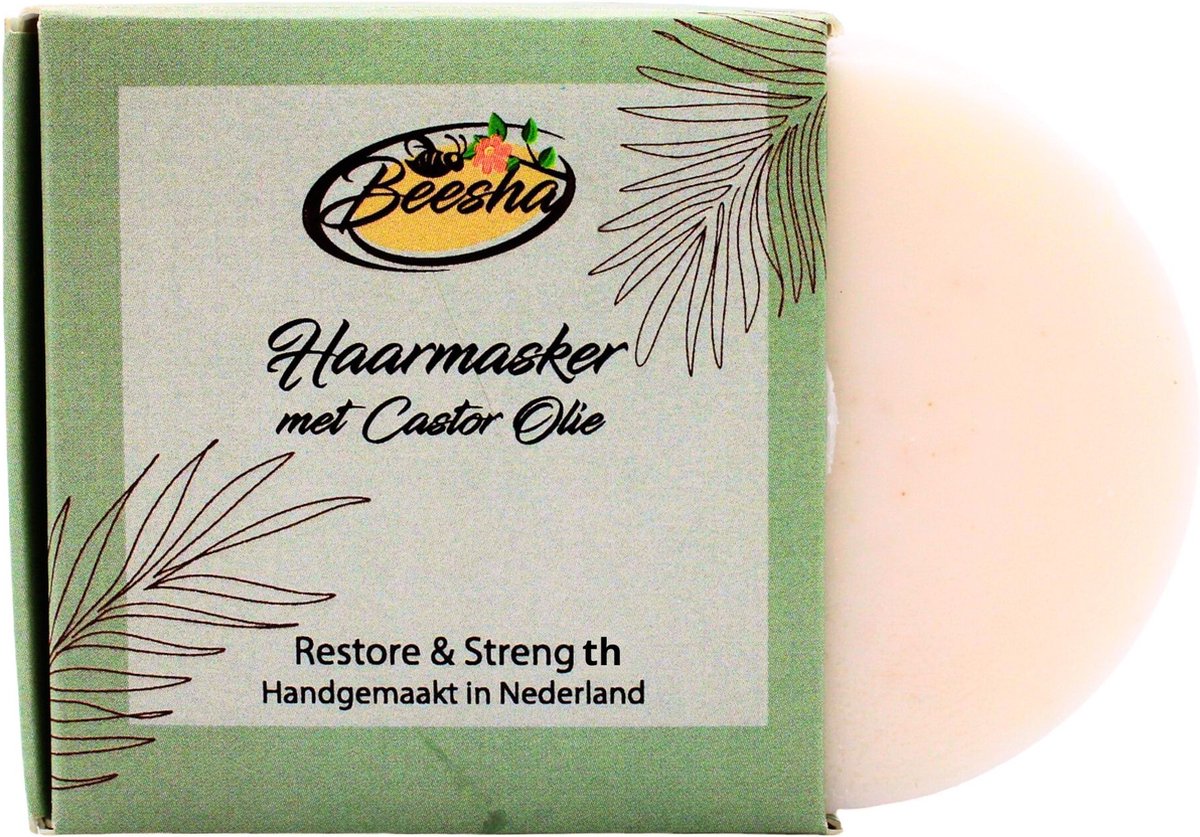 Beesha
Haarmasker
met Castor Olie
Restore & Streng th
Handgemaakt in Nederland